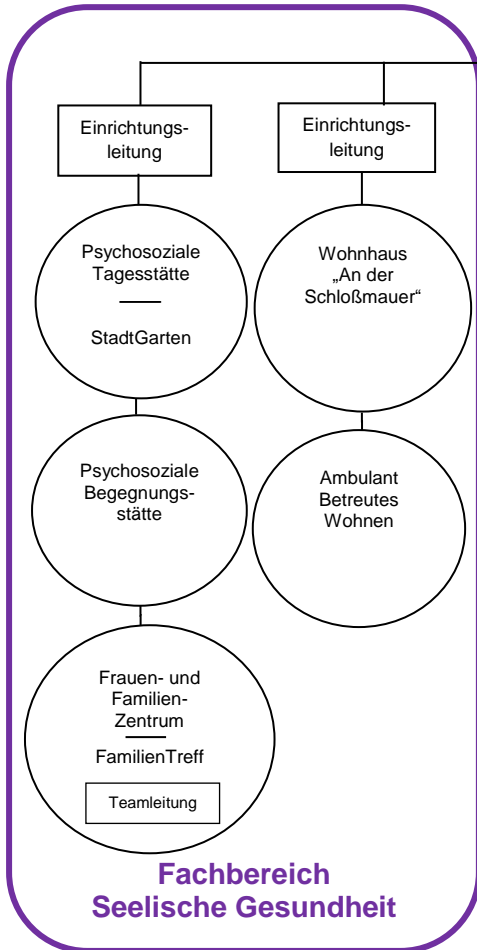 Einrichtungs-
leitung
Psychosoziale
Tagesstätte
StadtGarten
Psychosoziale
Begegnungs-
stätte
Frauen- und
Familien-
Zentrum
FamilienTreff
Teamleitung
Einrichtungs-
leitung
Wohnhaus
„An der
Schloßmauer“
Ambulant
Betreutes
Wohnen
Fachbereich
Seelische Gesundheit